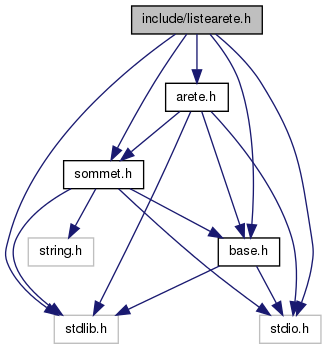 include/listearete.h
arete.h
sommet.h
string.h
base.h
stdlib.h
stdio.h